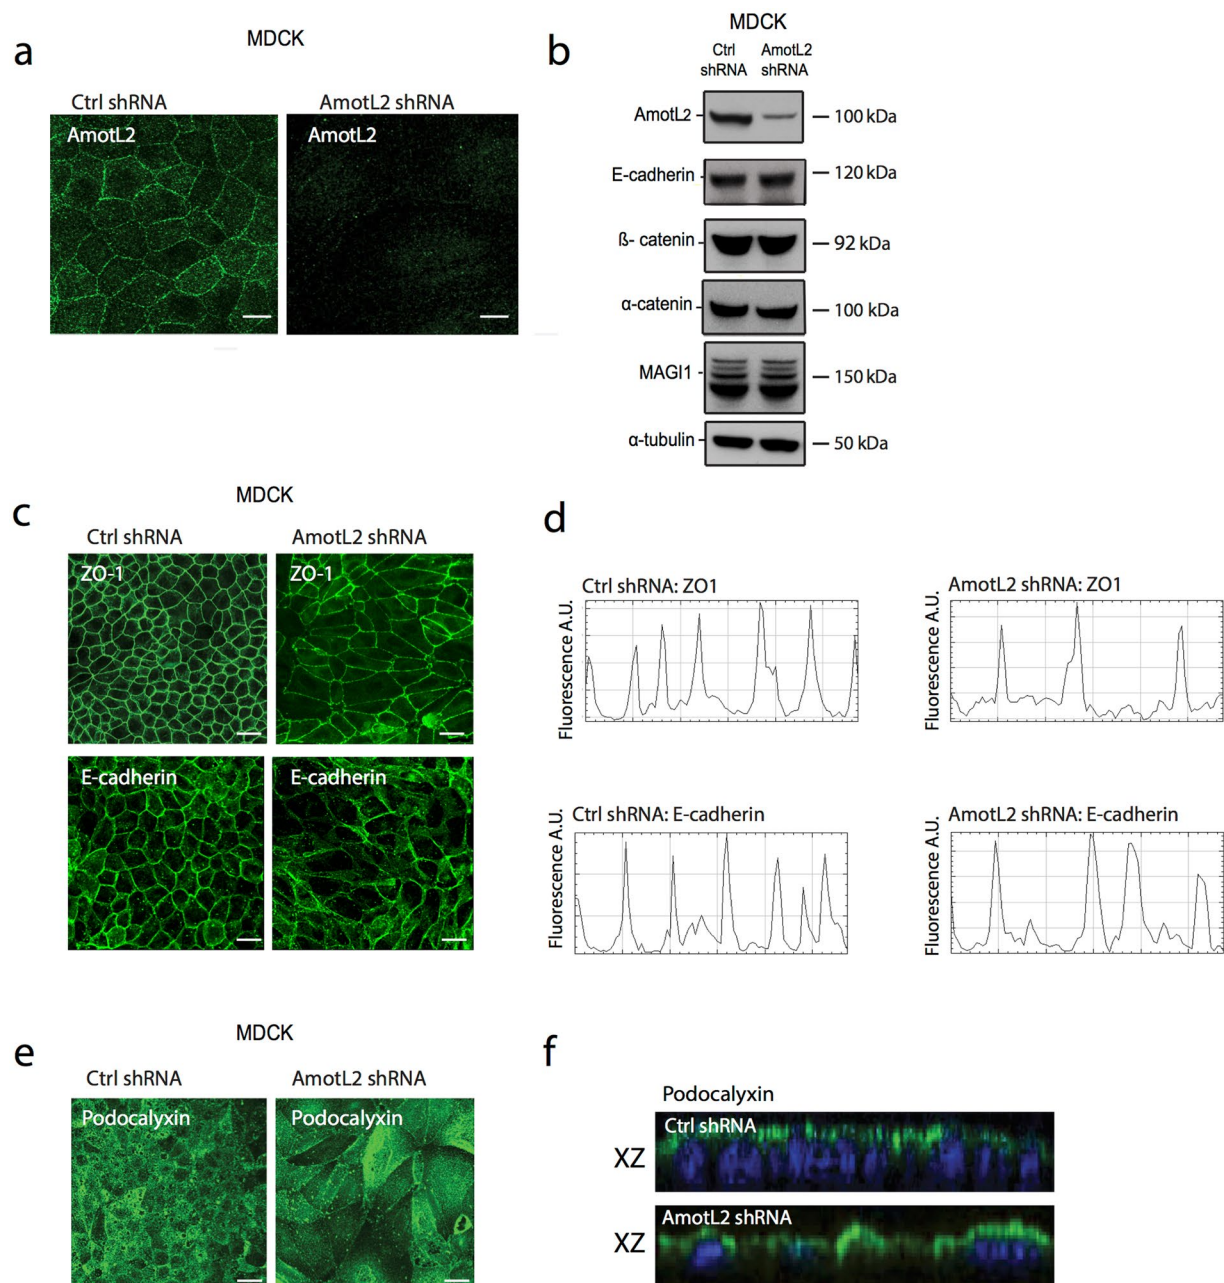 a
MDCK
Ctrl shRNA
AmotL2 shRNA
AmotL2
AmotL2
b
MDCK
Ctrl
shRNA
AmotL2
shRNA
AmotL2
100 kDa
E-cadherin
120 kDa
ß- catenin
92 kDa
α-catenin
100 kDa
MAGI1
150 kDa
α-tubulin
50 kDa
c
MDCK
Ctrl shRNA
AmotL2 shRNA
ZO-1
ZO-1
E-cadherin
E-cadherin
d
Ctrl shRNA: ZO1
Fluorescence A.U.
AmotL2 shRNA: ZO1
Fluorescence A.U.
Ctrl shRNA: E-cadherin
Fluorescence A.U.
AmotL2 shRNA: E-cadherin
Fluorescence A.U.
e
MDCK
Ctrl shRNA
AmotL2 shRNA
Podocalyxin
Podocalyxin
f
Podocalyxin
Ctrl shRNA
XZ
AmotL2 shRNA
XZ